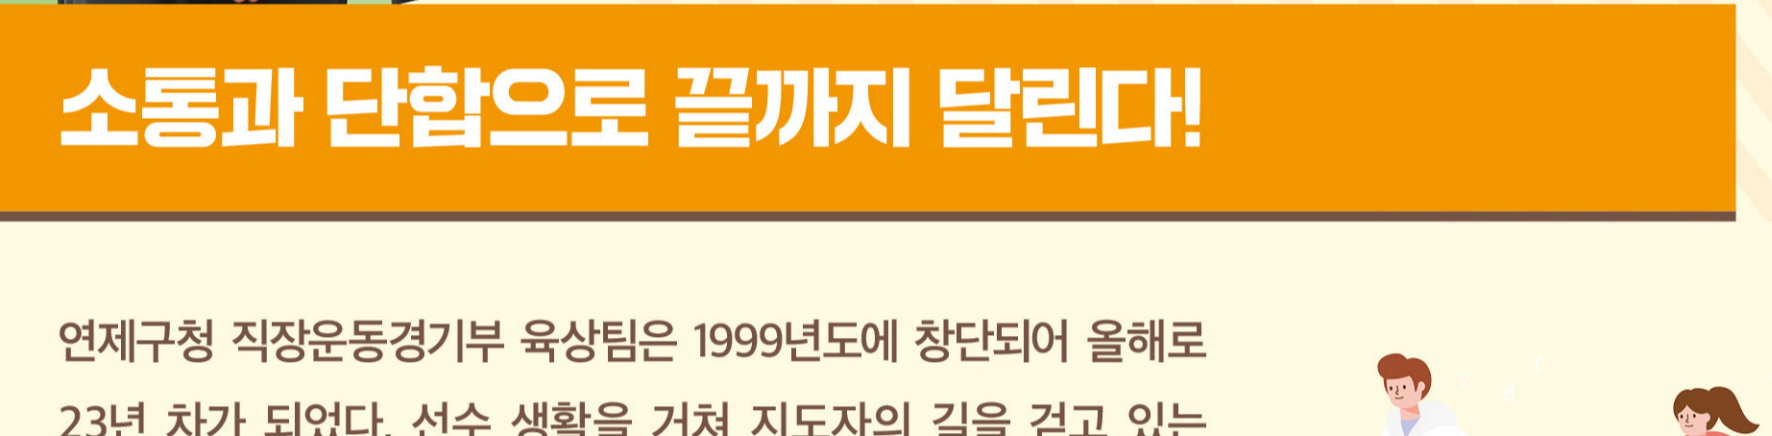 소통과 단합으로 끝까지 달린다!
연제구청 직장운동경기부 육상팀은 1999년도에 창단되어 올해로
23년 차가 되었다. 선수 생활을 거쳐 지도자의 길을 걷고 있는